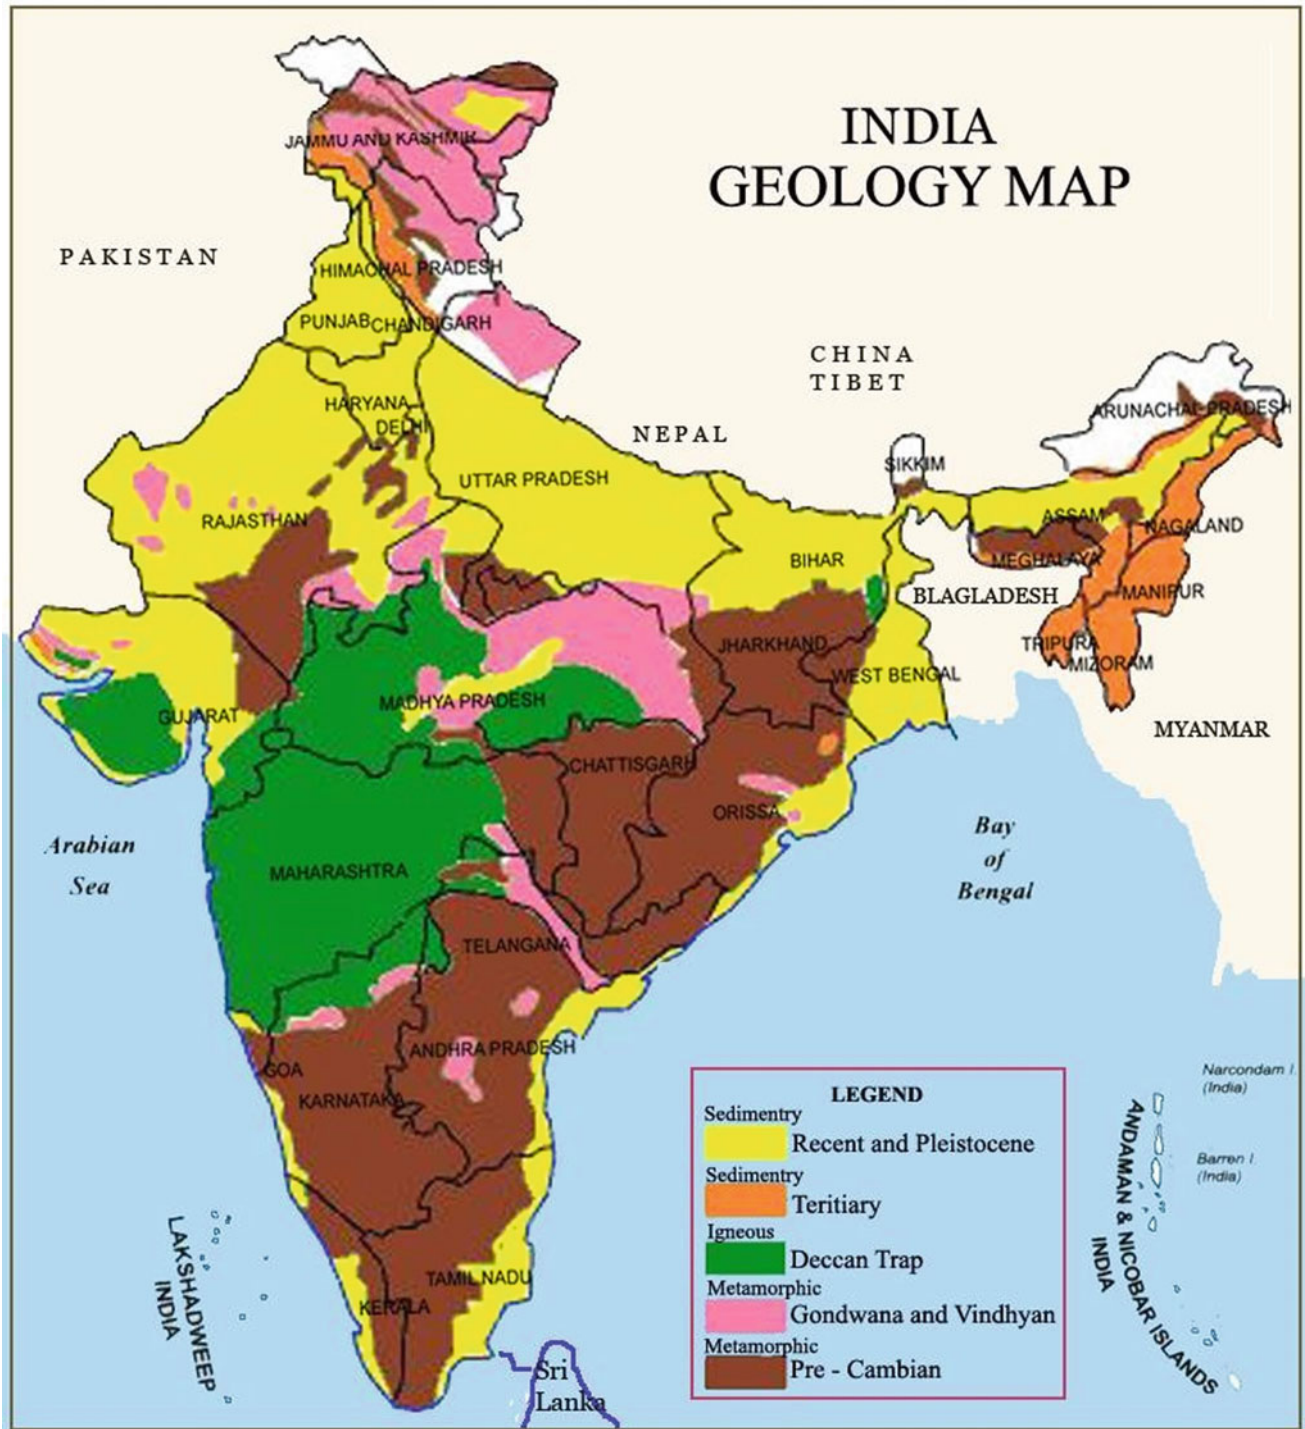 INDIA
GEOLOGY MAP
JAMMU AND KASHMIR
PAKISTAN
HIMACHAL PRADESH
PUNJAB
CHANDIGARH
CHINA
TIBET
HARYANA
DELHI
NEPAL
ARUNACHAL PRADESH
SIKKIM
UTTAR PRADESH
RAJASTHAN
ASSAM
NAGALAND
BIHAR
MEGHALAYA
BLAGLADESH
MANIPUR
JHARKHAND
TRIPURA
MIZORAM
WEST BENGAL
MADHYA PRADESH
GUJARAT
MYANMAR
CHATTISGARH
ORISSA
Arabian
Sea
Bay
of
Bengal
MAHARASHTRA
TELANGANA
ANDHRA PRADESH
GOA
KARNATAKA
Narcondam I.
(India)
Barren I.
(India)
ANDAMAN & NICOBAR ISLANDS
INDIA
LAKSHADWEEP
INDIA
TAMIL NADU
KERALA
Sri
Lanka
LEGEND
Sedimentry
Recent and Pleistocene
Sedimentry
Teritiary
Igneous
Deccan Trap
Metamorphic
Gondwana and Vindhyan
Metamorphic
Pre - Cambian